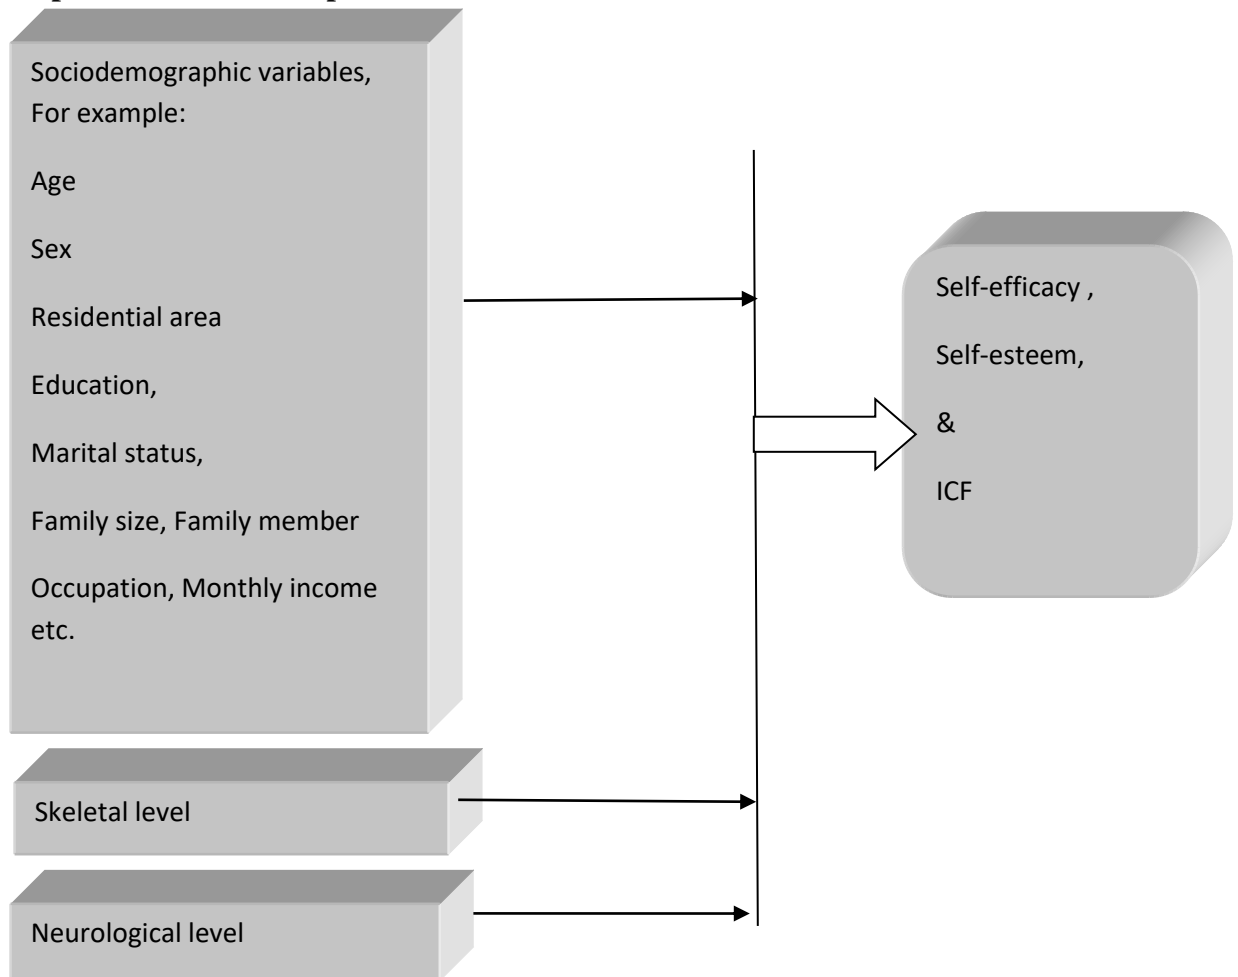 Sociodemographic variables,
For example:
Age
Sex
Residential area
Education,
Marital status,
Family size, Family member
Occupation, Monthly income
etc.
Skeletal level
Neurological level
Self-efficacy ,
Self-esteem,
&
ICF